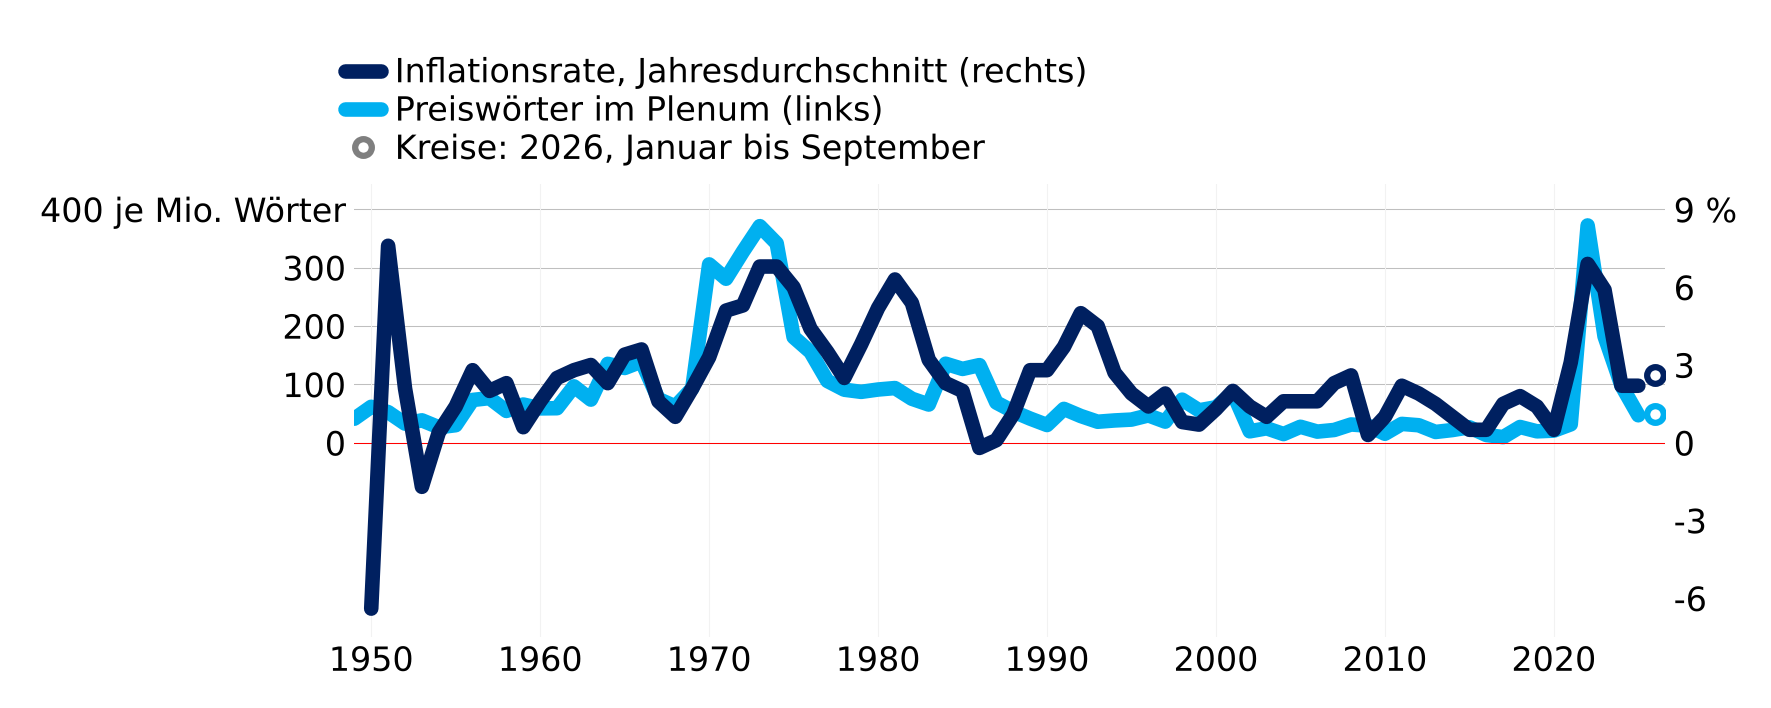 Inflationsrate, Jahresdurchschnitt (rechts)
Preiswörter im Plenum (links)
Kreise: 2026, Januar bis September
400 je Mio. Wörter
300
200
100
0
9 %
6
3
0
-3
-6
1950 1960 1970 1980 1990 2000 2010 2020